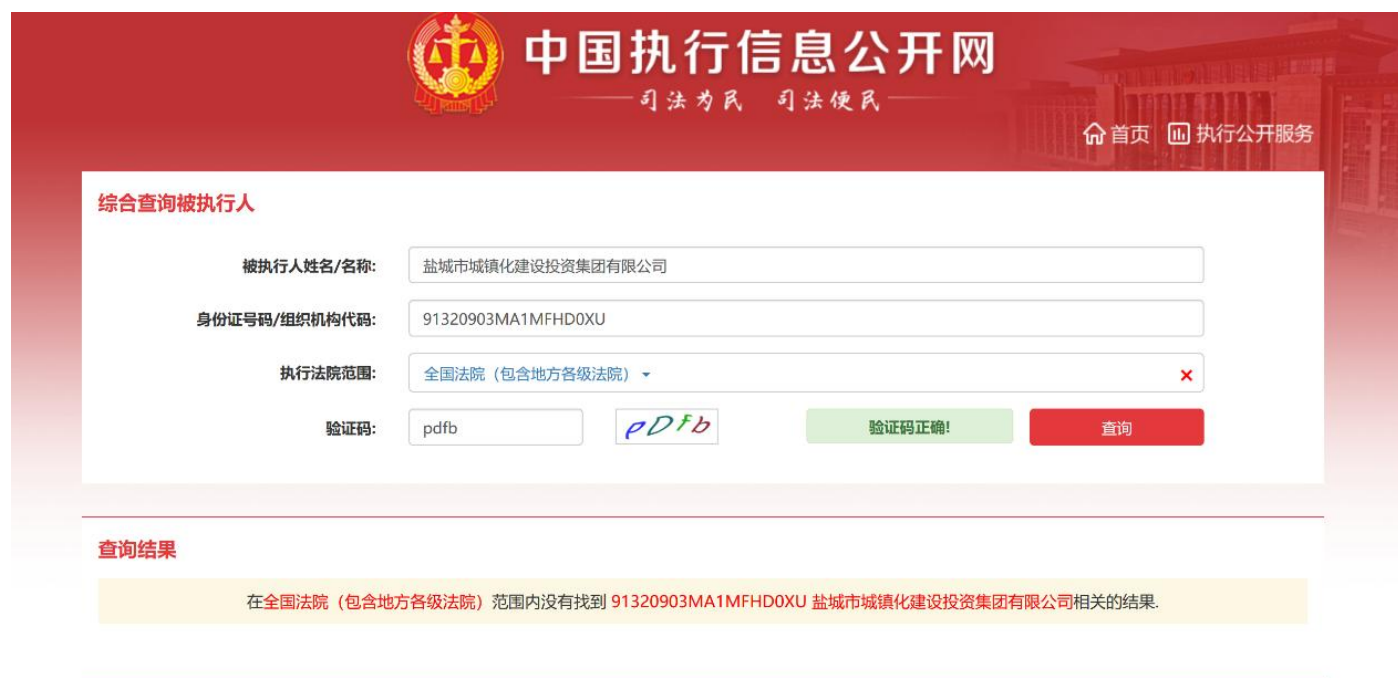 中国执行信息公开网
司法为民 司法便民
首页 执行公开服务
综合查询被执行人
被执行人姓名/名称: 盐城市城镇化建设投资集团有限公司
身份证号码/组织机构代码: 91320903MA1MFHD0XU
执行法院范围: 全国法院（包含地方各级法院）
验证码: pdfb pDfb 验证码正确! 查询
查询结果
在全国法院（包含地方各级法院）范围内没有找到 91320903MA1MFHD0XU 盐城市城镇化建设投资集团有限公司相关的结果.